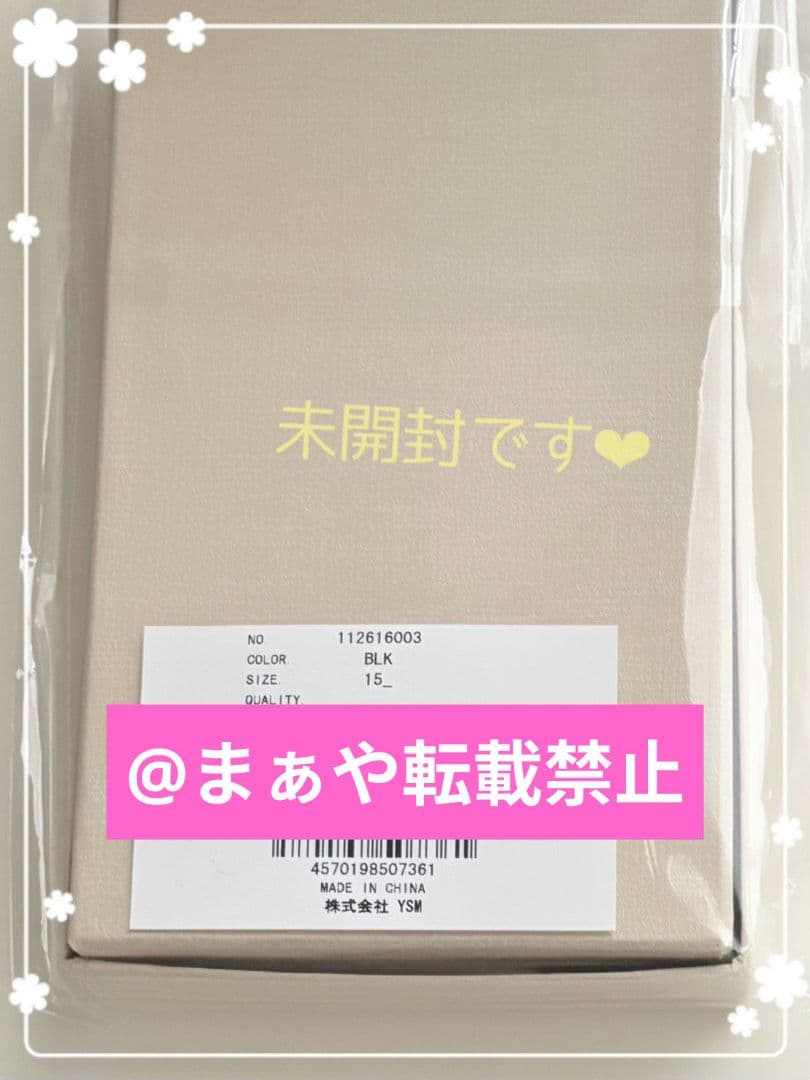 未開封です❤
NO 112616003
COLOR. BLK
SIZE. 15_
QUALITY.
@まぁや転載禁止
4570198507361
MADE IN CHINA
株式会社 YSM